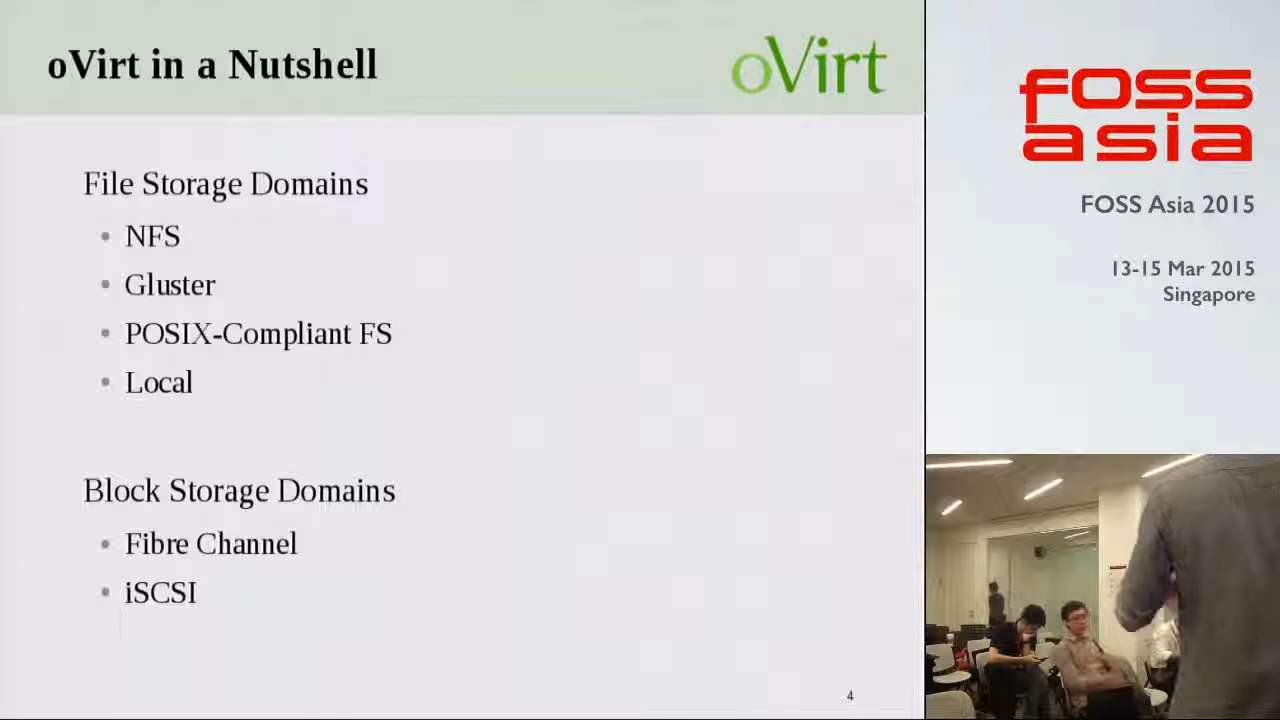 oVirt in a Nutshell
oVirt
File Storage Domains
• NFS
• Gluster
• POSIX-Compliant FS
• Local
Block Storage Domains
• Fibre Channel
• iSCSI
4
foss
asia
FOSS Asia 2015
13-15 Mar 2015
Singapore